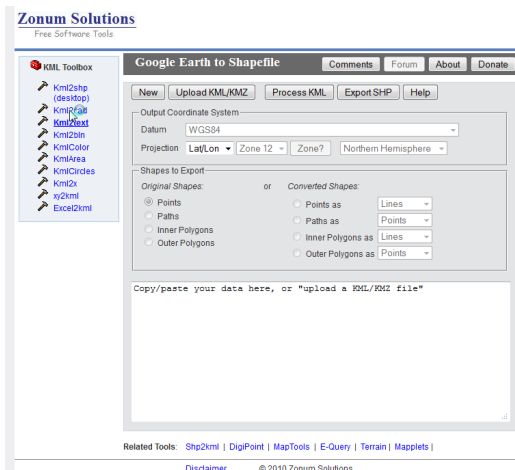 Zonum Solutions
Free Software Tools
KML Toolbox
Kml2shp
(desktop)
Kml2text
Kml2bln
KmlColor
KmlArea
KmlCircles
Kml2x
xy2kml
Excel2kml
Google Earth to Shapefile
Comments Forum About Donate
New Upload KML/KMZ Process KML Export SHP Help
Output Coordinate System
Datum WGS84
Projection Lat/Lon Zone 12 Zone? Northern Hemisphere
Shapes to Export
Original Shapes: or Converted Shapes:
Points Points as Lines
Paths Paths as Points
Inner Polygons Inner Polygons as Lines
Outer Polygons Outer Polygons as Points
Copy/paste your data here, or "upload a KML/KMZ file"
Related Tools: Shp2kml | DigiPoint | MapTools | E-Query | Terrain | Mapplets |
Disclaimer © 2010 Zonum Solutions